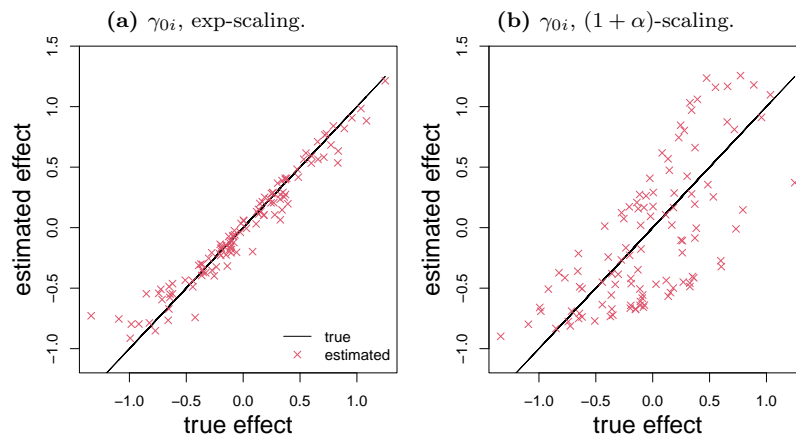 (a) γ0i, exp-scaling.
(b) γ0i, (1 + α)-scaling.
estimated effect
1.5
1.0
0.5
0.0
−0.5
−1.0
true
estimated
−1.0 −0.5 0.0 0.5 1.0
true effect
estimated effect
1.5
1.0
0.5
0.0
−0.5
−1.0
−1.0 −0.5 0.0 0.5 1.0
true effect